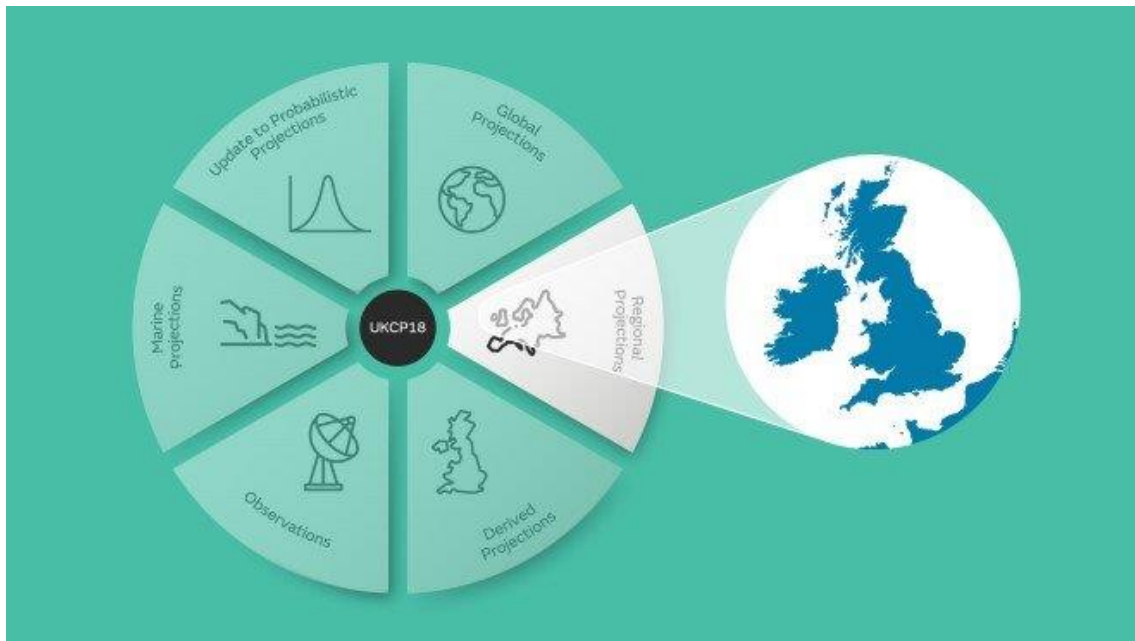 Update to Probabilistic
Projections
Global
Projections
Marine
Projections
UKCP18
Regional
Projections
Observations
Derived
Projections